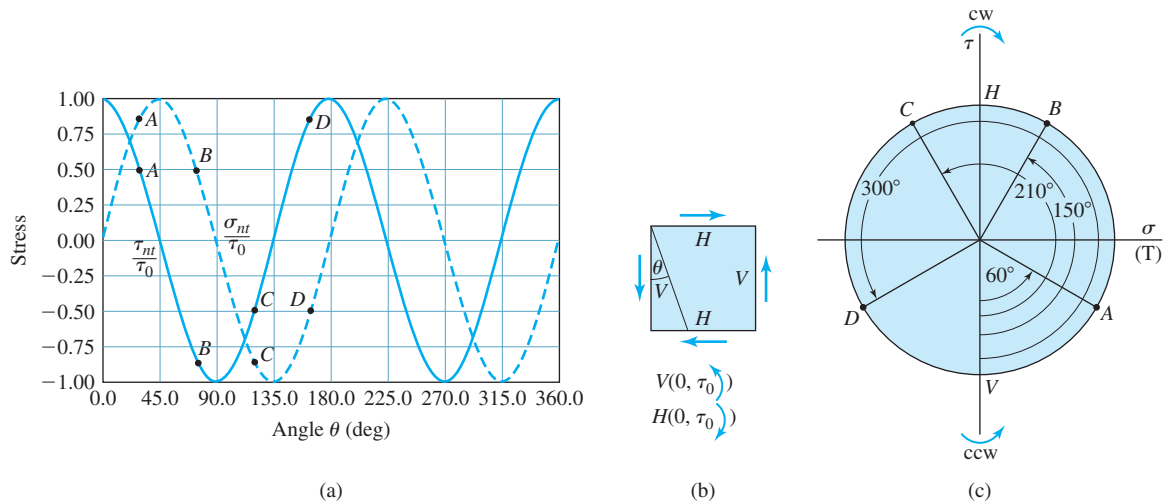 1.00
0.75
0.50
0.25
0.00
−0.25
−0.50
−0.75
−1.00
Stress
0.0 45.0 90.0 135.0 180.0 225.0 270.0 315.0 360.0
Angle θ (deg)
A
A
B
B
C
C
D
D
τnt
τ0
σnt
τ0
(a)
H
θ
V
V
H
V(0, τ0)
H(0, τ0)
(b)
cw
τ
H
C
B
300°
210°
150°
σ
(T)
60°
D
A
V
ccw
(c)